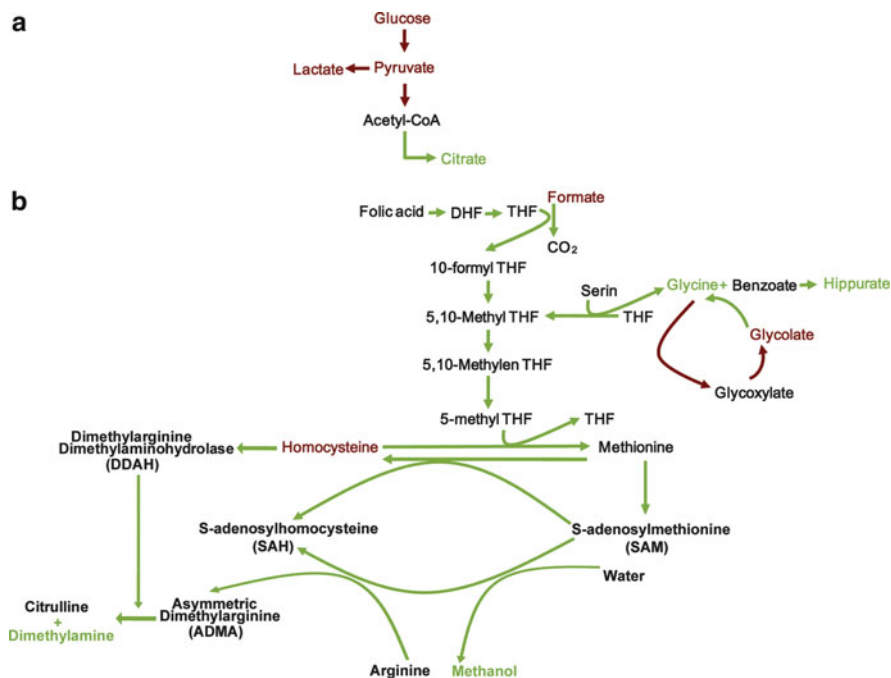 a
Glucose
Lactate Pyruvate
Acetyl-CoA
Citrate
b
Formate
Folic acid DHF THF
CO2
10-formyl THF
Serin Glycine+ Benzoate Hippurate
5,10-Methyl THF THF
Glycolate
5,10-Methylen THF
Glycoxylate
5-methyl THF THF
Dimethylarginine
Dimethylaminohydrolase
(DDAH)
Homocysteine Methionine
S-adenosylhomocysteine
(SAH)
S-adenosylmethionine
(SAM)
Water
Citrulline
+
Dimethylamine
Asymmetric
Dimethylarginine
(ADMA)
Arginine Methanol